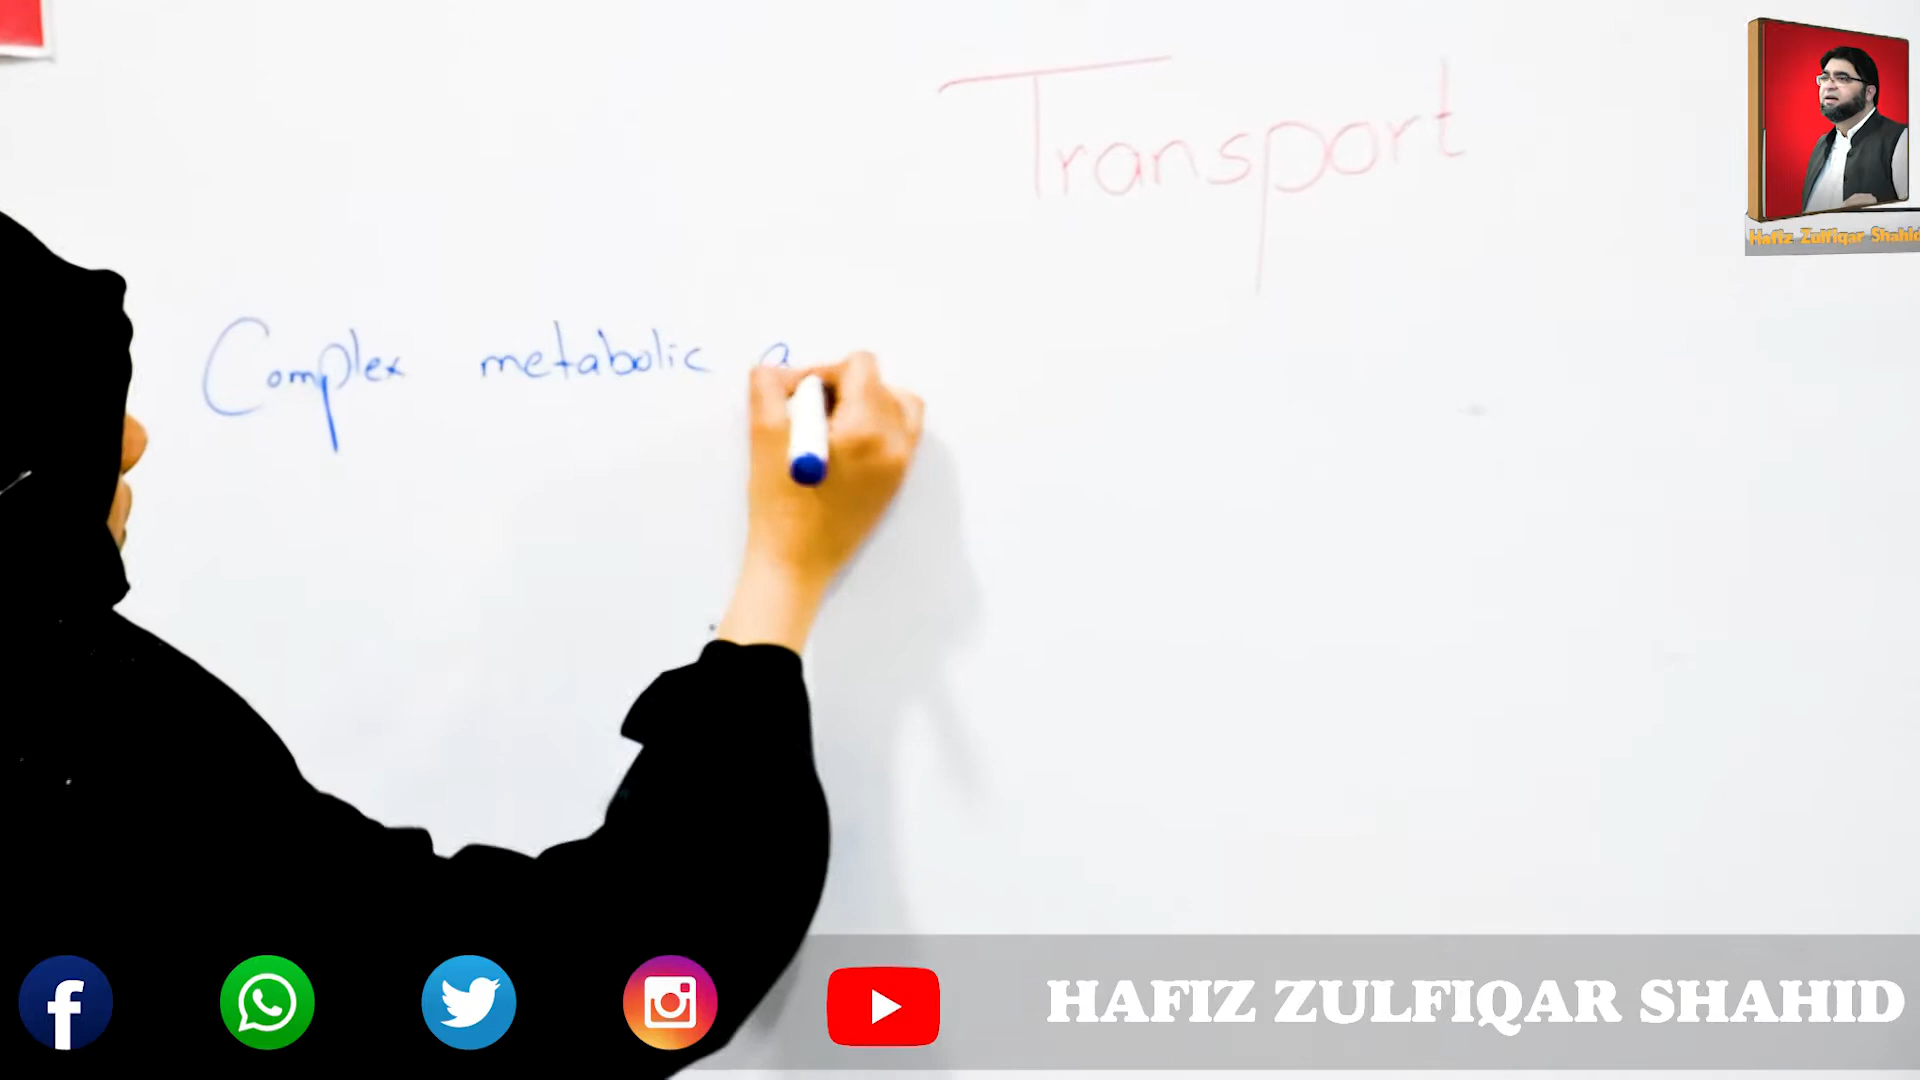 Transport
Hafiz Zulfiqar Shahid
Complex metabolic a
HAFIZ ZULFIQAR SHAHID